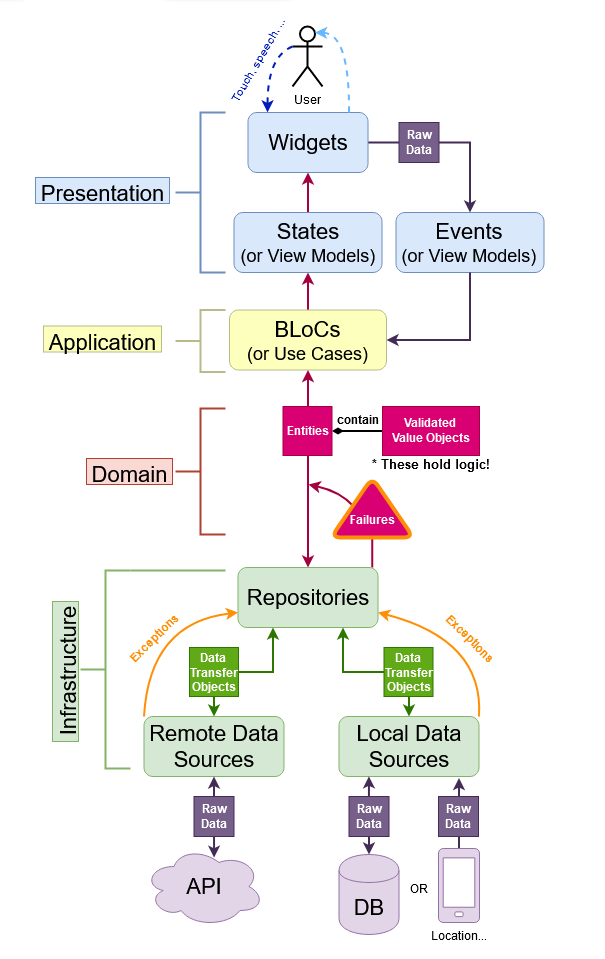 Touch, speech,...
User
Widgets
Raw
Data
Presentation
States
(or View Models)
Events
(or View Models)
Application
BLoCs
(or Use Cases)
Entities
contain
Validated
Value Objects
* These hold logic!
Domain
Failures
Infrastructure
Repositories
Exceptions
Exceptions
Data
Transfer
Objects
Data
Transfer
Objects
Remote Data
Sources
Local Data
Sources
Raw
Data
Raw
Data
Raw
Data
API
DB
OR
Location...